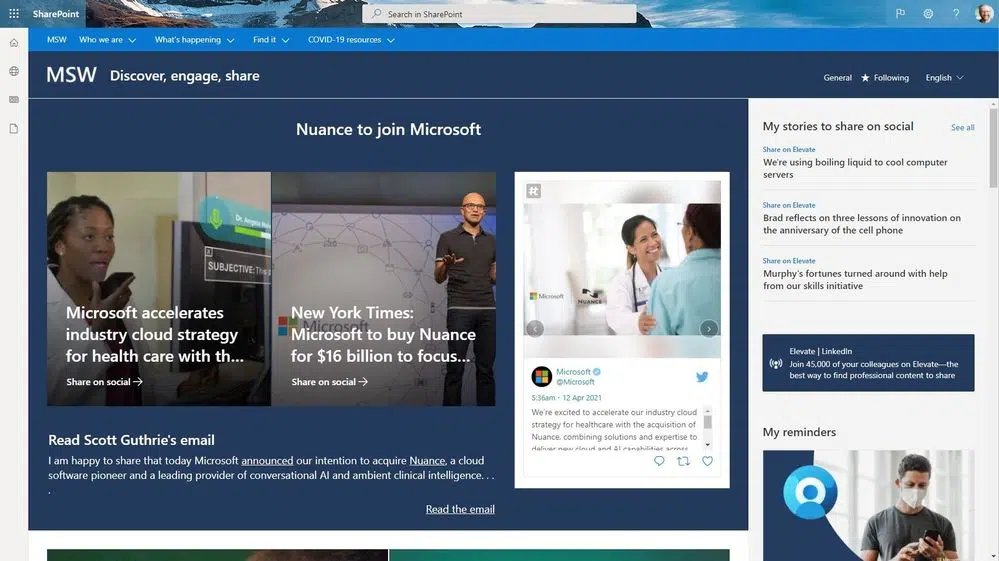 SharePoint
Search in SharePoint
?
MSW
Who we are
What's happening
Find it
COVID-19 resources
MSW
Discover, engage, share
General
Following
English
Nuance to join Microsoft
Dr. Angela
SUBJECTIVE: This p
Microsoft accelerates
industry cloud strategy
for health care with th...
Share on social
Microsoft
New York Times:
Microsoft to buy Nuance
for $16 billion to focus...
Share on social
Microsoft
NUANCE
Microsoft
@Microsoft
5:36am · 12 Apr 2021
We're excited to accelerate our industry cloud
strategy for healthcare with the acquisition of
Nuance, combining solutions and expertise to
deliver new cloud and AI capabilities across
Read Scott Guthrie's email
I am happy to share that today Microsoft announced our intention to acquire Nuance, a cloud
software pioneer and a leading provider of conversational AI and ambient clinical intelligence. . .
.
Read the email
My stories to share on social
See all
Share on Elevate
We're using boiling liquid to cool computer
servers
Share on Elevate
Brad reflects on three lessons of innovation on
the anniversary of the cell phone
Share on Elevate
Murphy's fortunes turned around with help
from our skills initiative
Elevate | LinkedIn
Join 45,000 of your colleagues on Elevate—the
best way to find professional content to share
My reminders